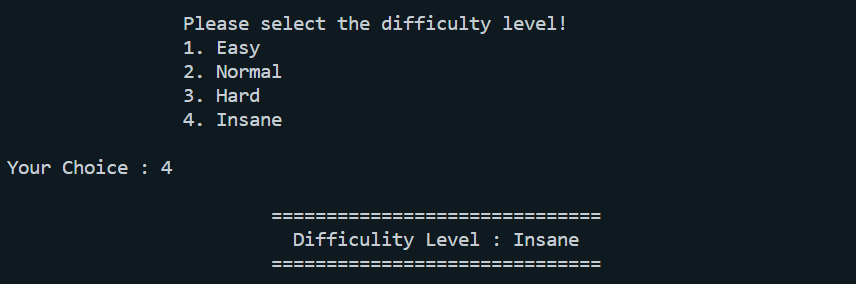 Please select the difficulty level!
1. Easy
2. Normal
3. Hard
4. Insane
Your Choice : 4
==============================
Difficulity Level : Insane
==============================